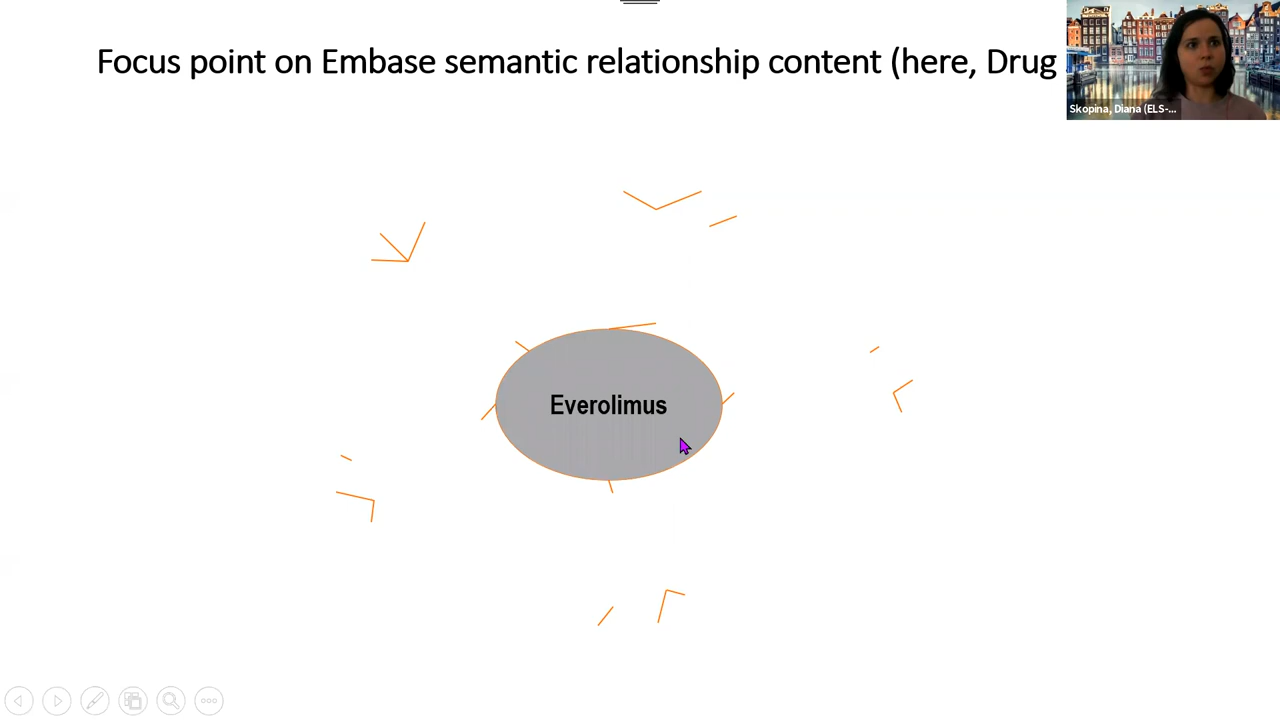 Focus point on Embase semantic relationship content (here, Drug
Skopina, Diana (ELS-...
Everolimus